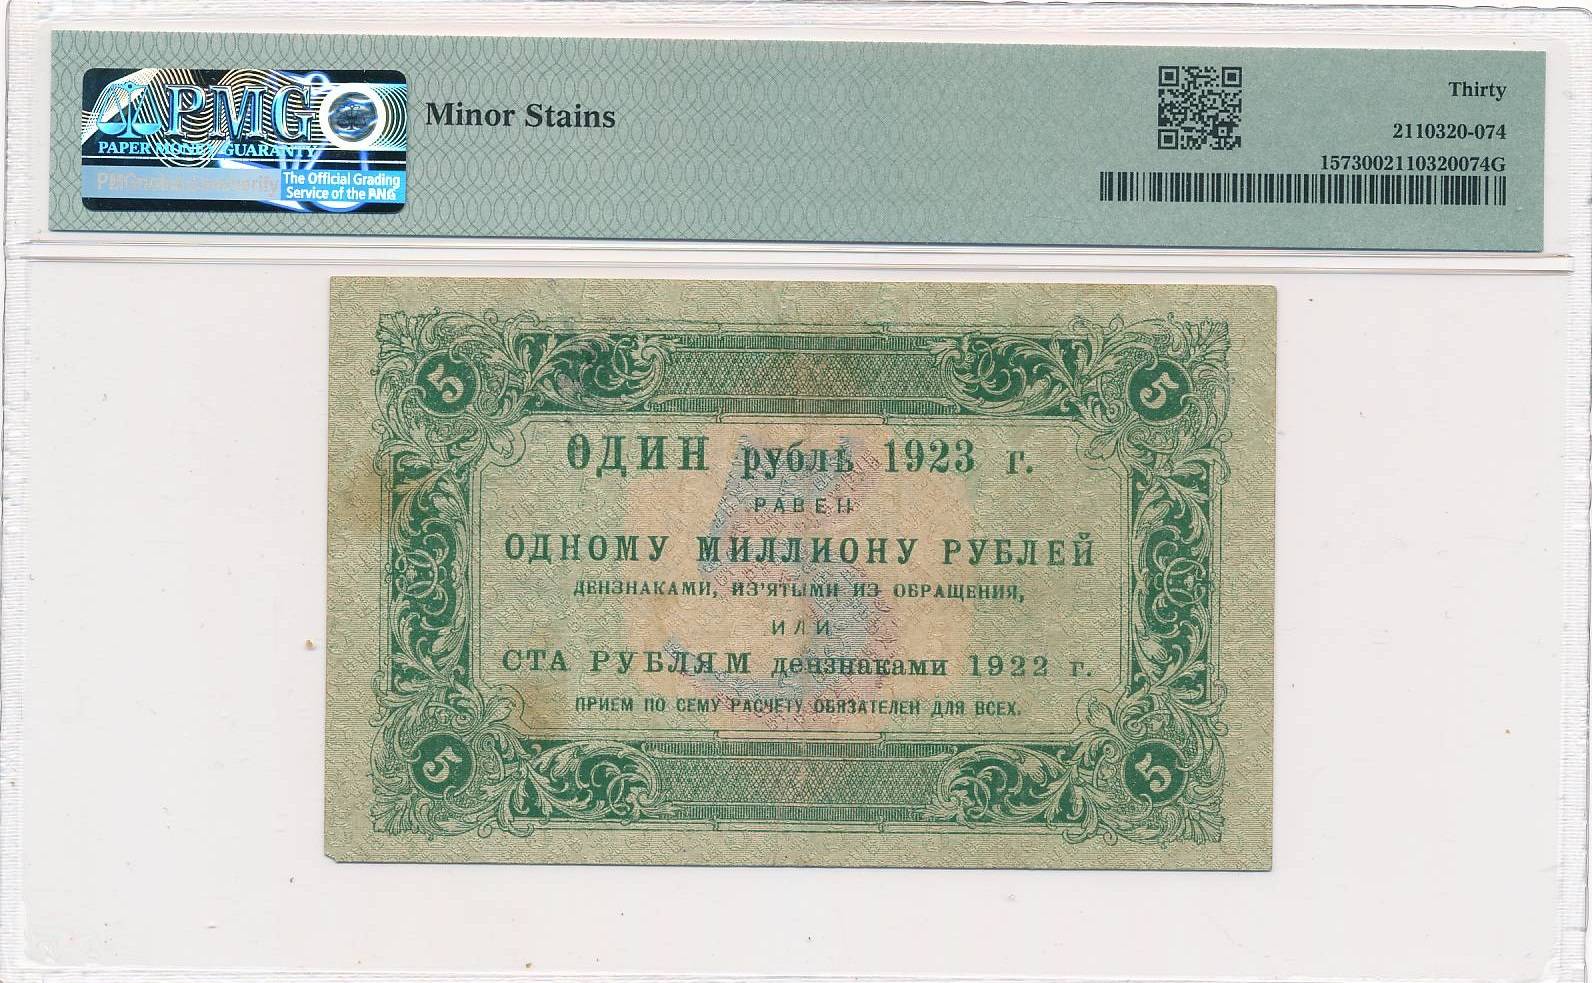 PMG
PAPER MONEY GUARANTY
The Official Grading
Service of the PNG
Minor Stains
Thirty
2110320-074
1573002110320074G
5 5
ОДИН рубль 1923 г.
РАВЕН
ОДНОМУ МИЛЛИОНУ РУБЛЕЙ
ДЕНЗНАКАМИ, ИЗ'ЯТЫМИ ИЗ ОБРАЩЕНИЯ,
ИЛИ
СТА РУБЛЯМ дензнаками 1922 г.
ПРИЕМ ПО СЕМУ РАСЧЕТУ ОБЯЗАТЕЛЕН ДЛЯ ВСЕХ.
5 5